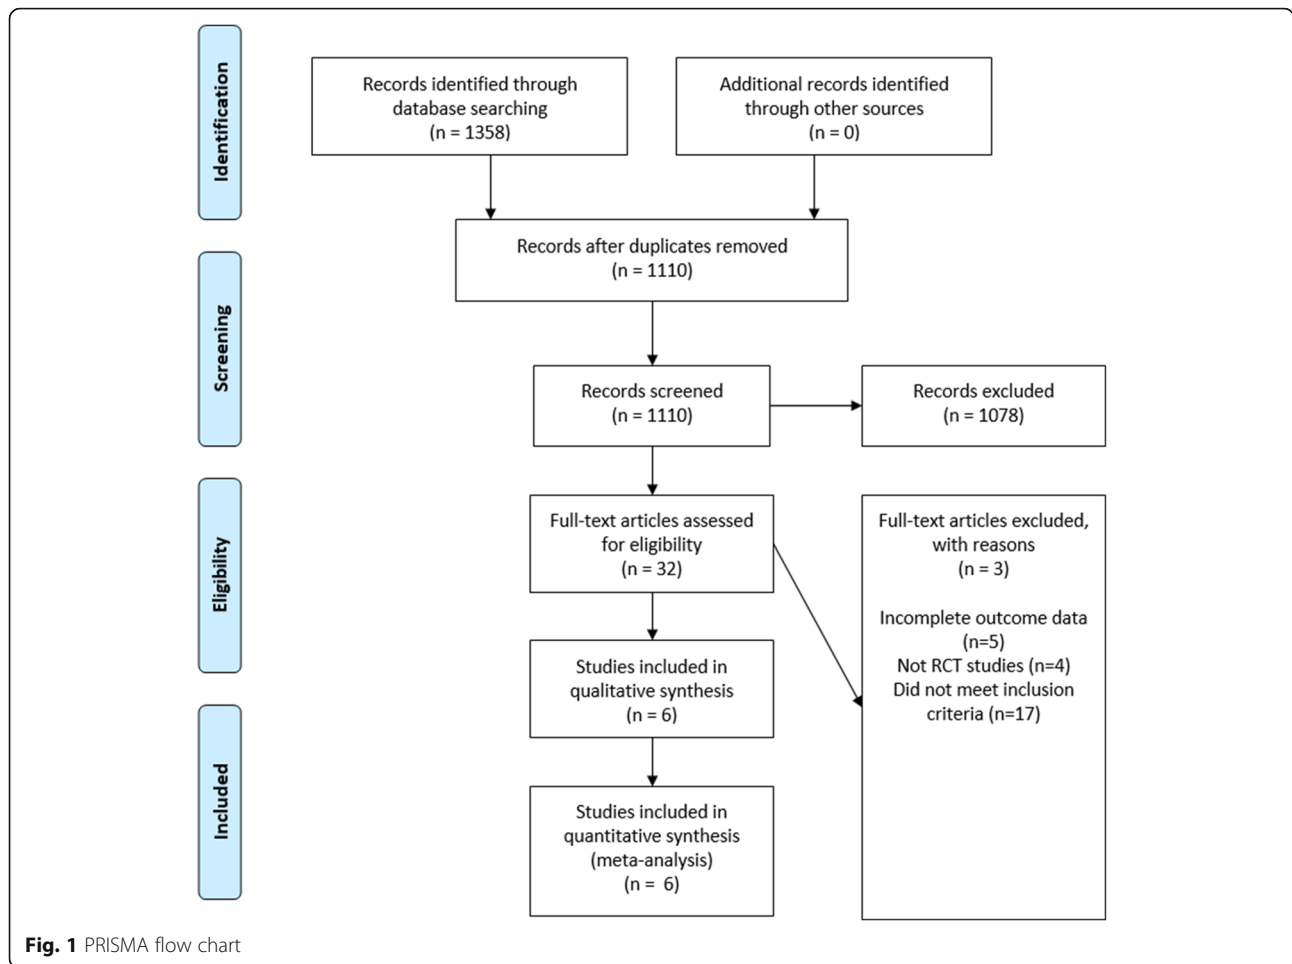 Identification
Records identified through
database searching
(n = 1358)
Additional records identified
through other sources
(n = 0)
Records after duplicates removed
(n = 1110)
Screening
Records screened
(n = 1110)
Records excluded
(n = 1078)
Eligibility
Full-text articles assessed
for eligibility
(n = 32)
Full-text articles excluded,
with reasons
(n = 3)
Incomplete outcome data
(n=5)
Not RCT studies (n=4)
Did not meet inclusion
criteria (n=17)
Studies included in
qualitative synthesis
(n = 6)
Included
Studies included in
quantitative synthesis
(meta-analysis)
(n = 6)
Fig. 1 PRISMA flow chart